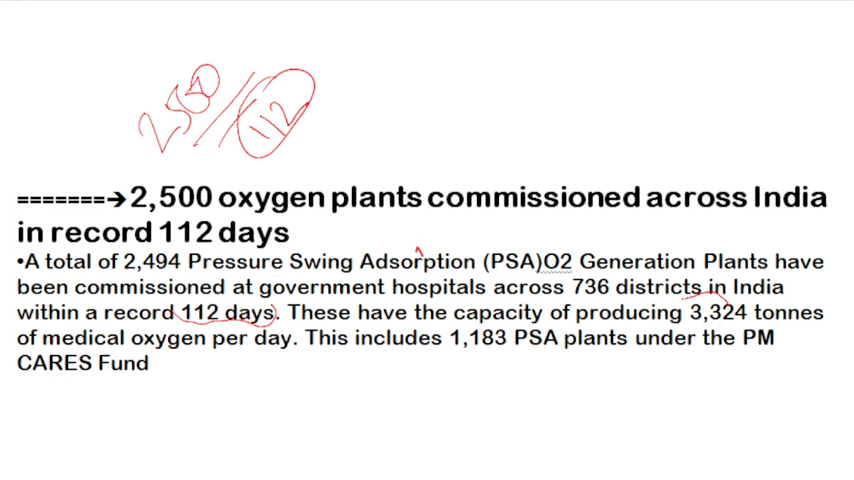 2500/112
=======➔ 2,500 oxygen plants commissioned across India
in record 112 days
•A total of 2,494 Pressure Swing Adsorption (PSA)O2 Generation Plants have
been commissioned at government hospitals across 736 districts in India
within a record 112 days. These have the capacity of producing 3,324 tonnes
of medical oxygen per day. This includes 1,183 PSA plants under the PM
CARES Fund